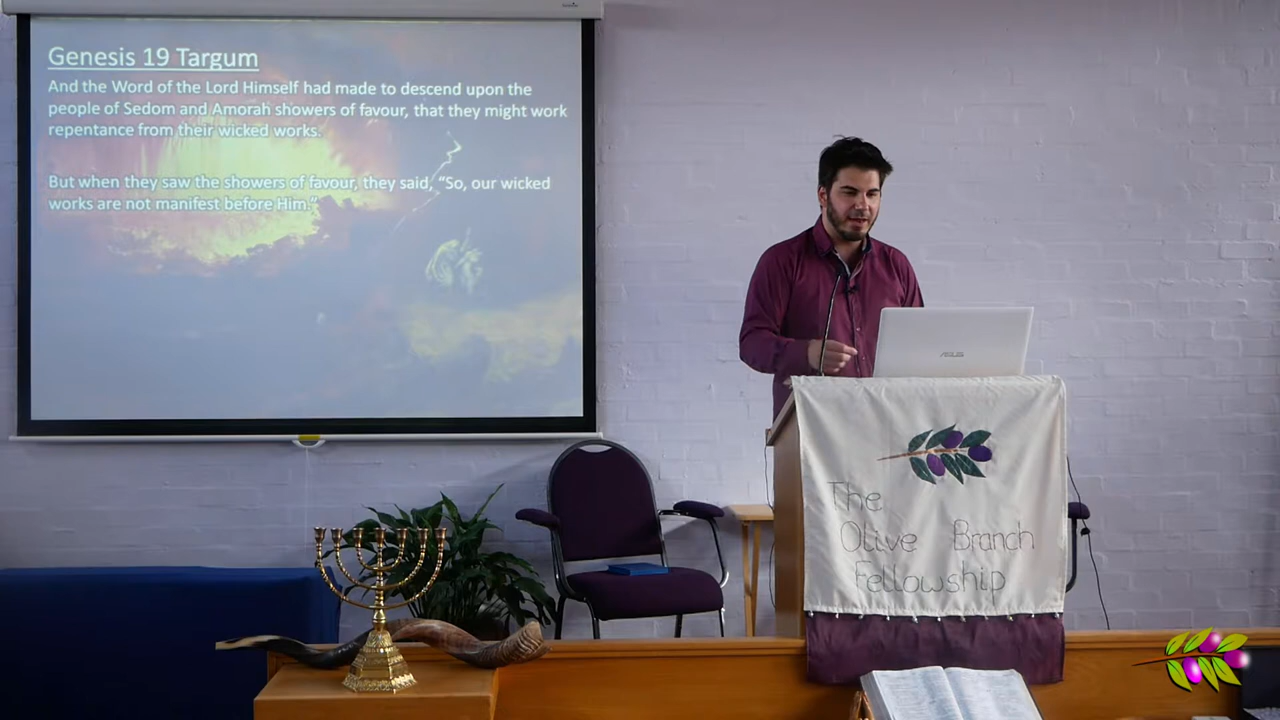 Genesis 19 Targum
And the Word of the Lord Himself had made to descend upon the
people of Sedom and Amorah showers of favour, that they might work
repentance from their wicked works.
But when they saw the showers of favour, they said, “So, our wicked
works are not manifest before Him.”
ASUS
The
Olive Branch
Fellowship